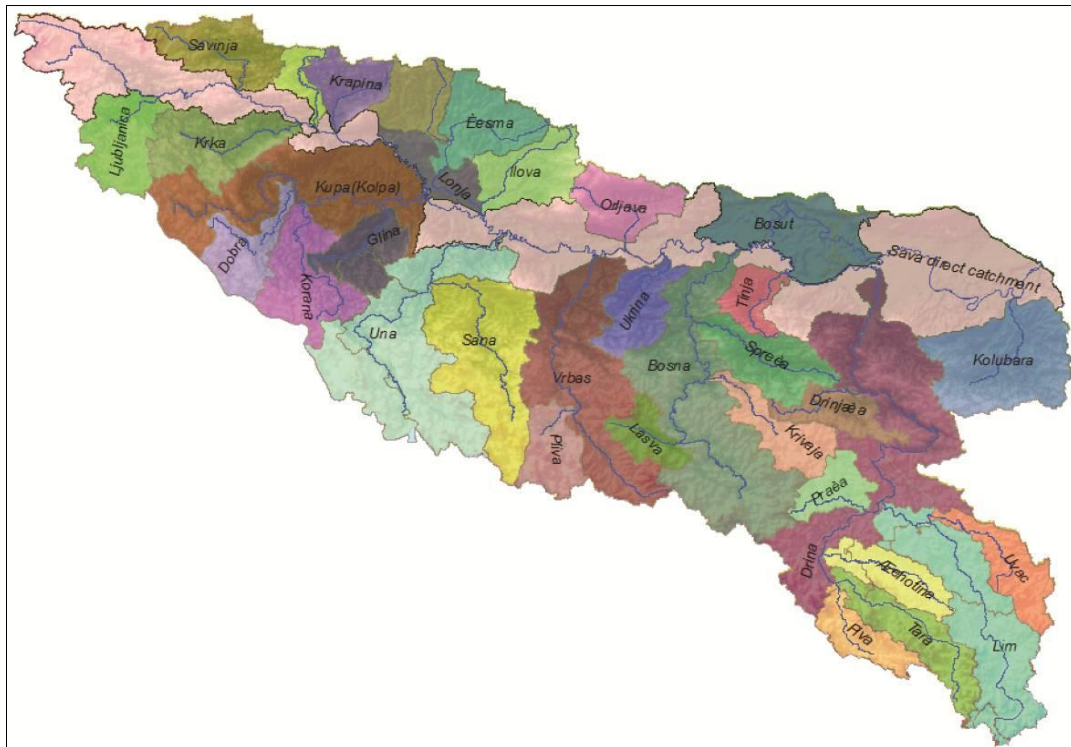 Savinja
Krapina
Èesma
Ljubljanica
Krka
Ilova
Lonja
Kupa(Kolpa)
Orljava
Bosut
Glina
Dobra
Sava direct catchment
Korana
Tinja
Ukrina
Una
Sana
Spreèa
Kolubara
Vrbas
Bosna
Drinjaèa
Krivaja
Lasva
Pliva
Praèa
Drina
Uvac
Æehotina
Piva
Tara
Lim